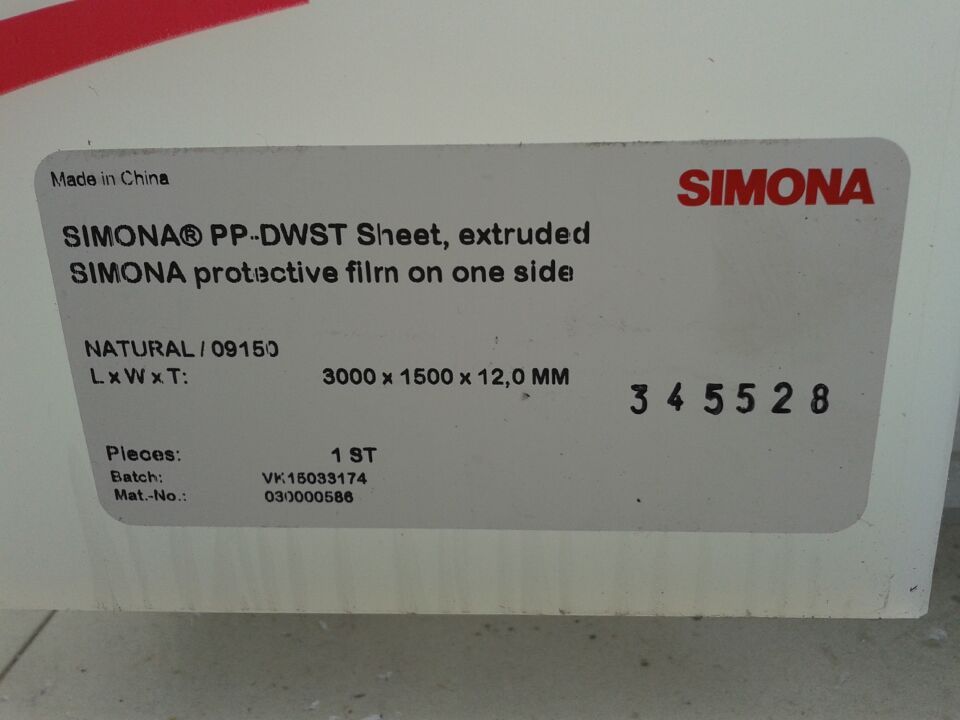 Made in China
SIMONA
SIMONA® PP-DWST Sheet, extruded
SIMONA protective film on one side
NATURAL / 09150
L x W x T: 3000 x 1500 x 12,0 MM
345528
Pieces: 1 ST
Batch: VK15033174
Mat.-No.: 030000586